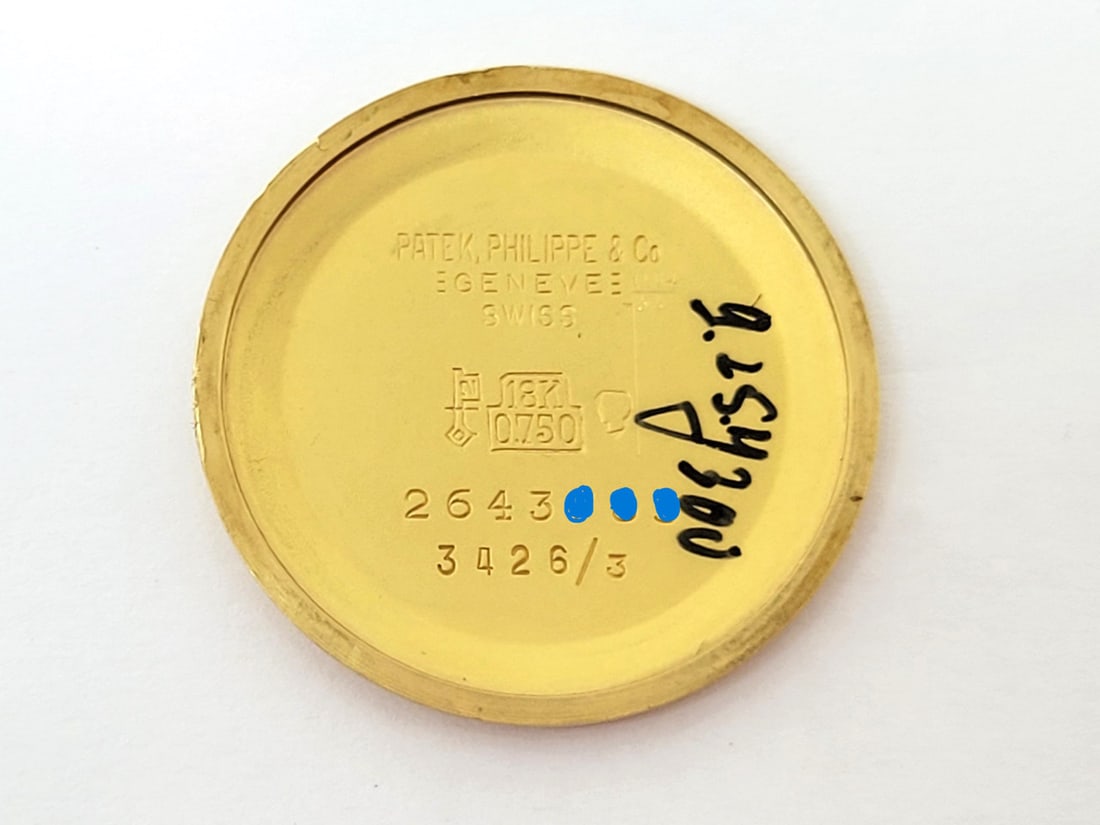 PATEK, PHILIPPE & Co
GENEVE
SWISS
18K
0.750
2643
3426/3